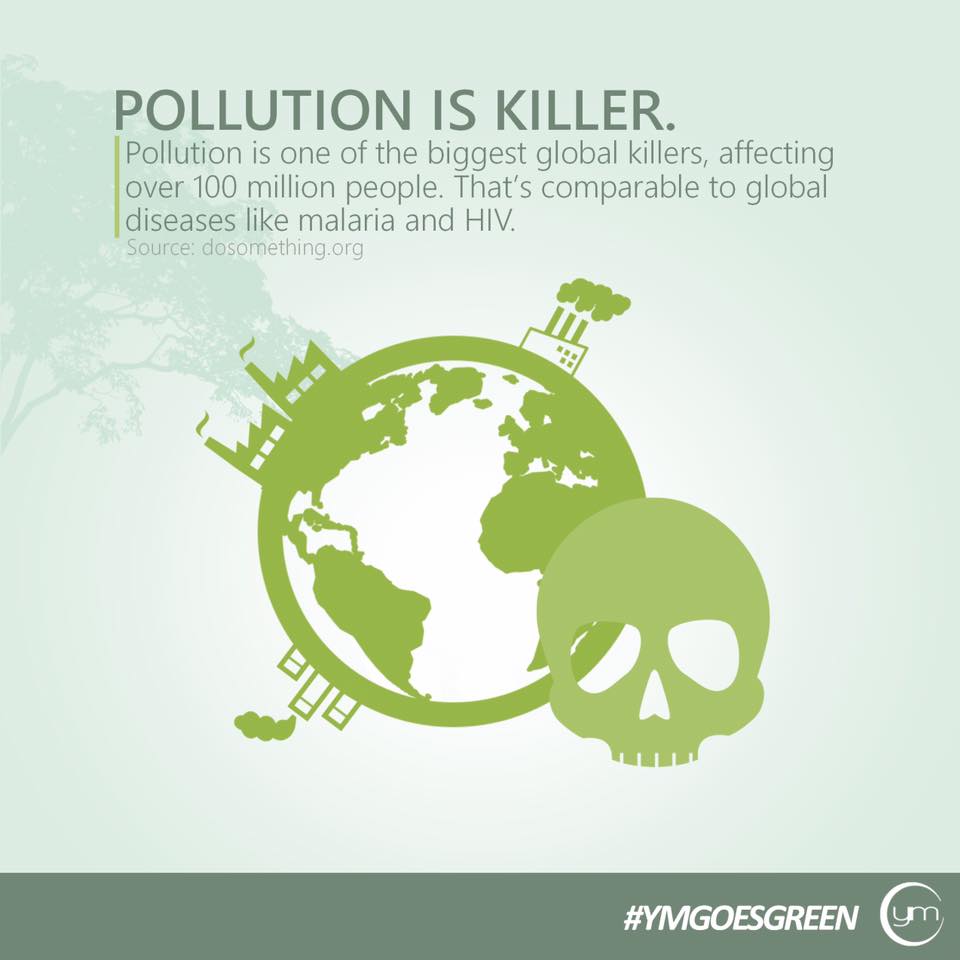 POLLUTION IS KILLER.
Pollution is one of the biggest global killers, affecting
over 100 million people. That's comparable to global
diseases like malaria and HIV.
Source: dosomething.org
#YMGOESGREEN
ym